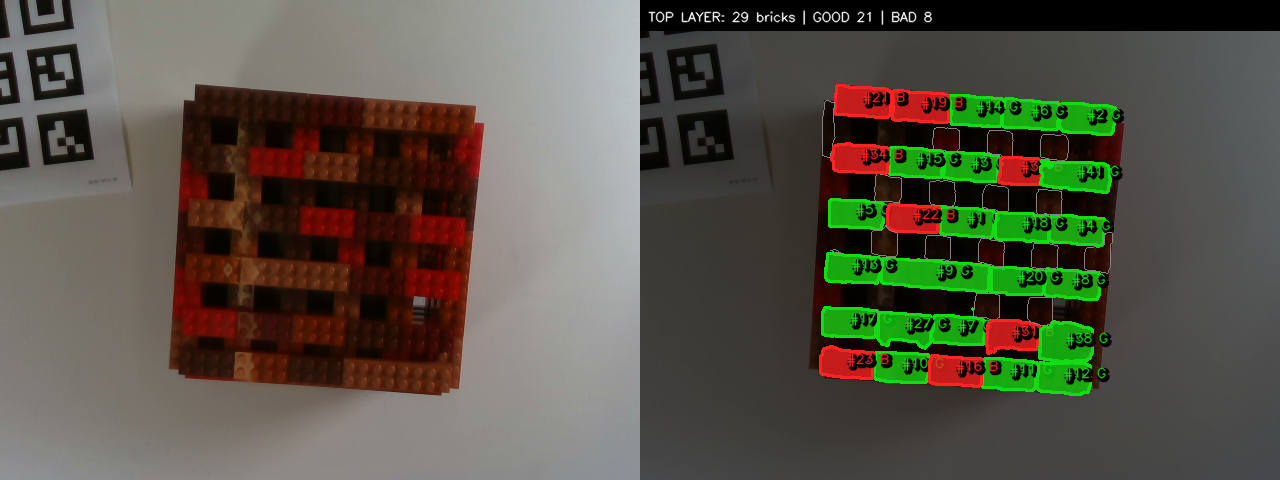 TOP LAYER: 29 bricks | GOOD 21 | BAD 8
#21 B #19 B #14 G #6 G #2 G
#34 B #15 G #3 #41 G
#5 #22 B #1 #18 G #4 G
#13 G #9 G #20 G #8 G
#17 #27 G #7 #31 #38 G
#23 B #10 #16 B #11 G #12 G